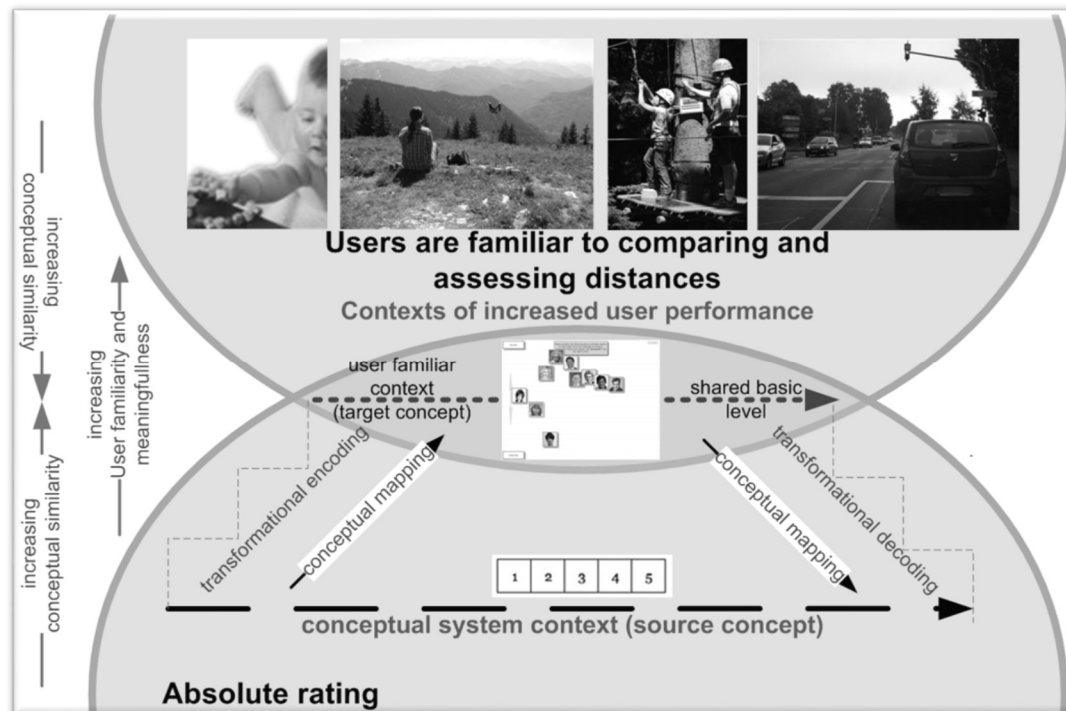 Users are familiar to comparing and
assessing distances
Contexts of increased user performance
increasing
conceptual similarity
increasing
User familiarity and
meaningfullness
increasing
conceptual similarity
user familiar
context
(target concept)
shared basic
level
transformational encoding
conceptual mapping
conceptual mapping
transformational decoding
1 2 3 4 5
conceptual system context (source concept)
Absolute rating